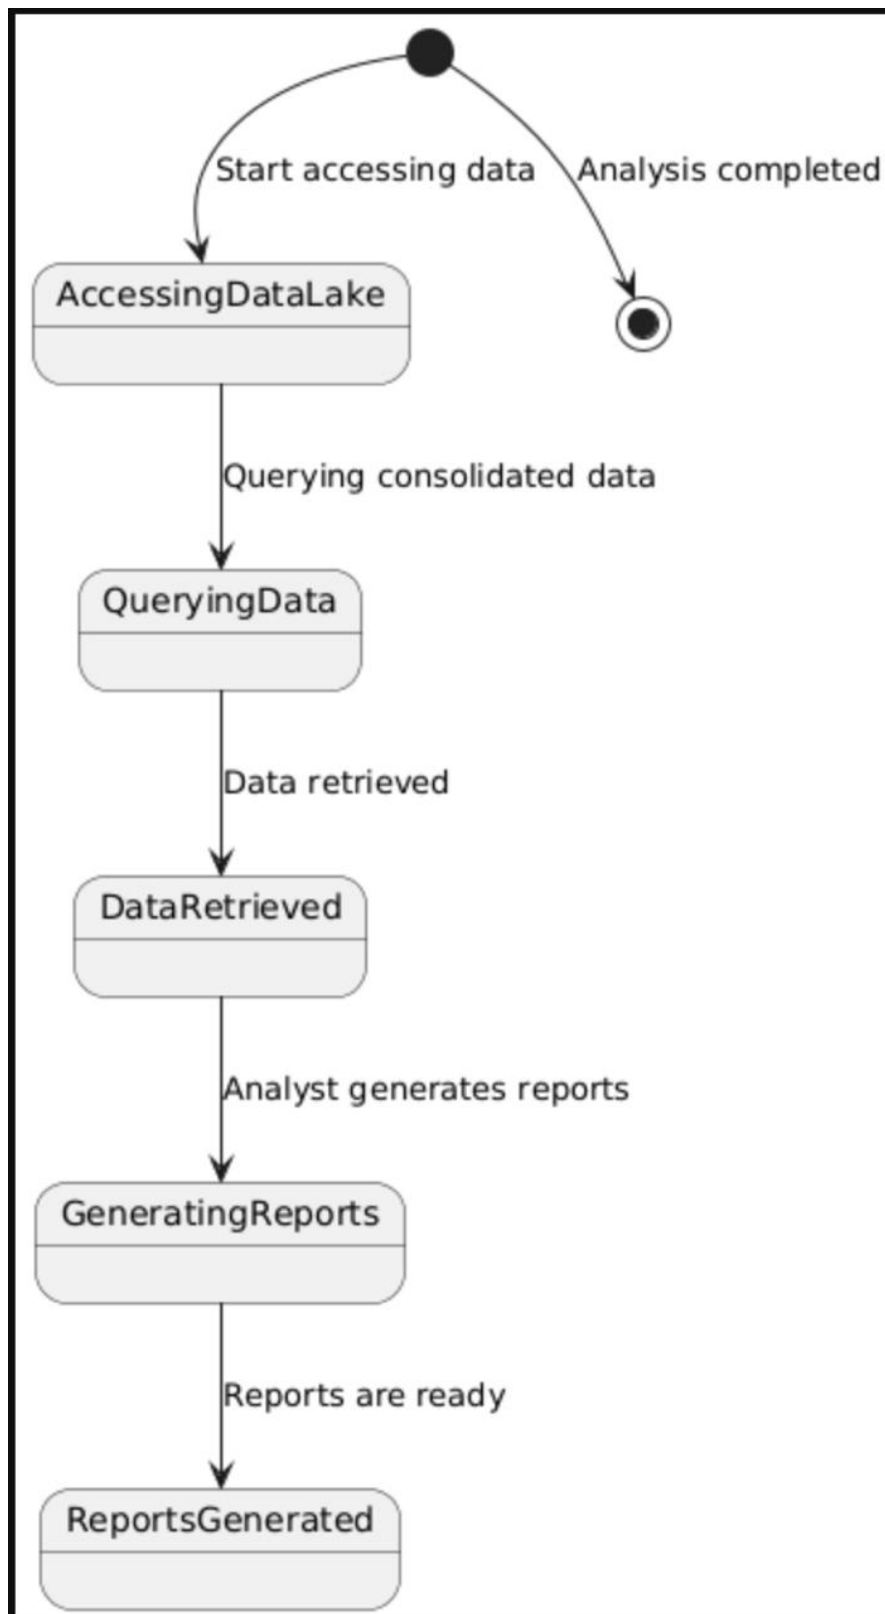 Start accessing data
Analysis completed
AccessingDataLake
Querying consolidated data
QueryingData
Data retrieved
DataRetrieved
Analyst generates reports
GeneratingReports
Reports are ready
ReportsGenerated